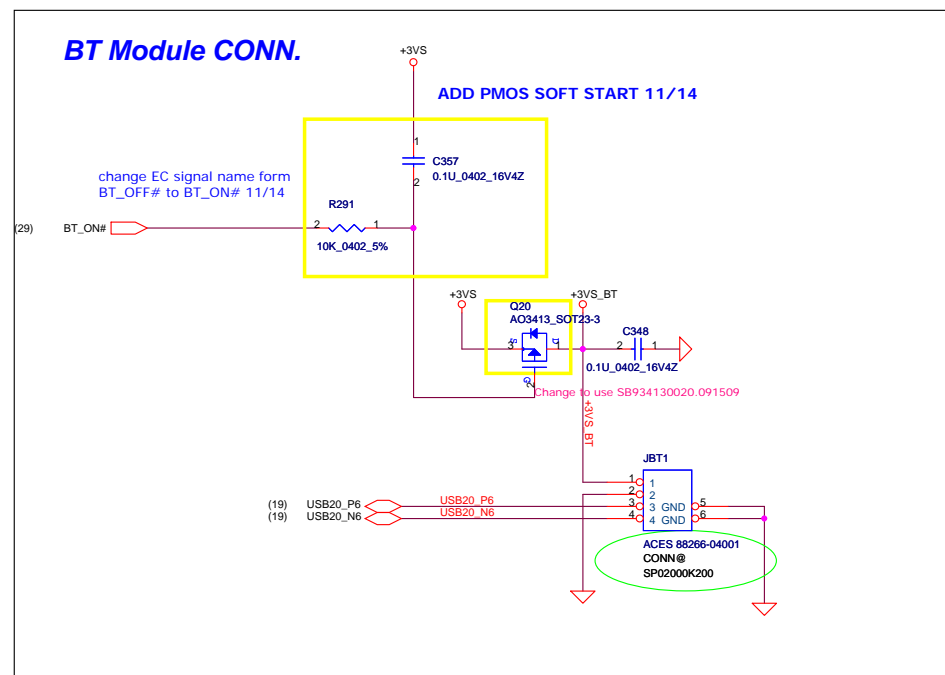 BT Module CONN.
+3VS
ADD PMOS SOFT START 11/14
1
C357
0.1U_0402_16V4Z
2
change EC signal name form
BT_OFF# to BT_ON# 11/14
R291
(29) BT_ON#
2 1
10K_0402_5%
+3VS
+3VS_BT
Q20
AO3413_SOT23-3
S
D
3 1
G
2
C348
2 1
0.1U_0402_16V4Z
Change to use SB934130020.091509
+3VS_BT
JBT1
1 1
2 2
(19) USB20_P6 USB20_P6 3 3 GND 5
(19) USB20_N6 USB20_N6 4 4 GND 6
ACES 88266-04001
CONN@
SP02000K200